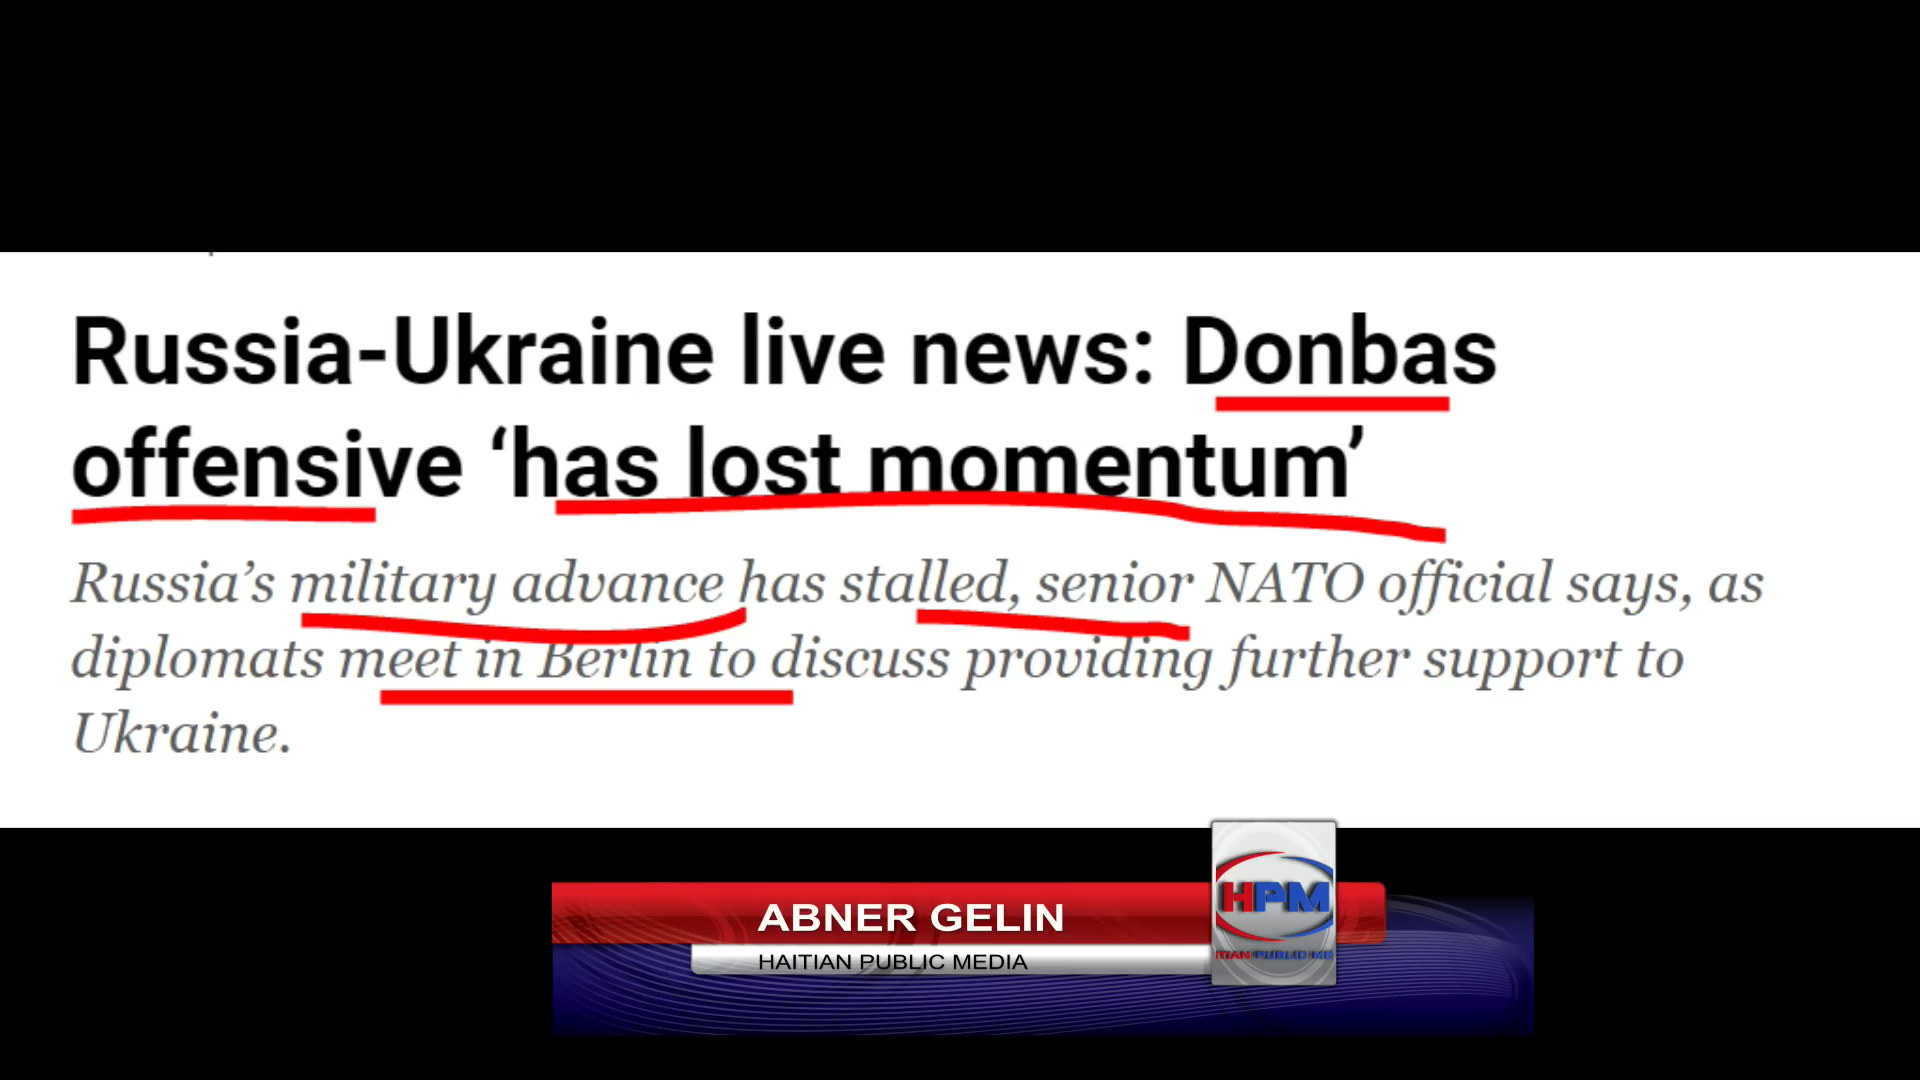 Russia-Ukraine live news: Donbas
offensive ‘has lost momentum’
Russia’s military advance has stalled, senior NATO official says, as
diplomats meet in Berlin to discuss providing further support to
Ukraine.
HPM
ABNER GELIN
HAITIAN PUBLIC MEDIA